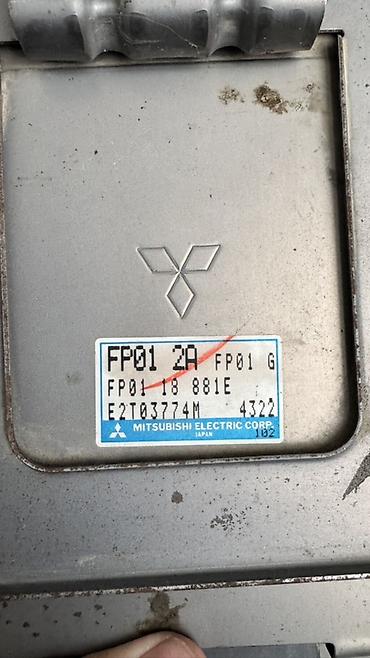 FP01 2A FP01 G
FP01 18 881E
E2T03774M 4322
MITSUBISHI ELECTRIC CORP.
JAPAN 102